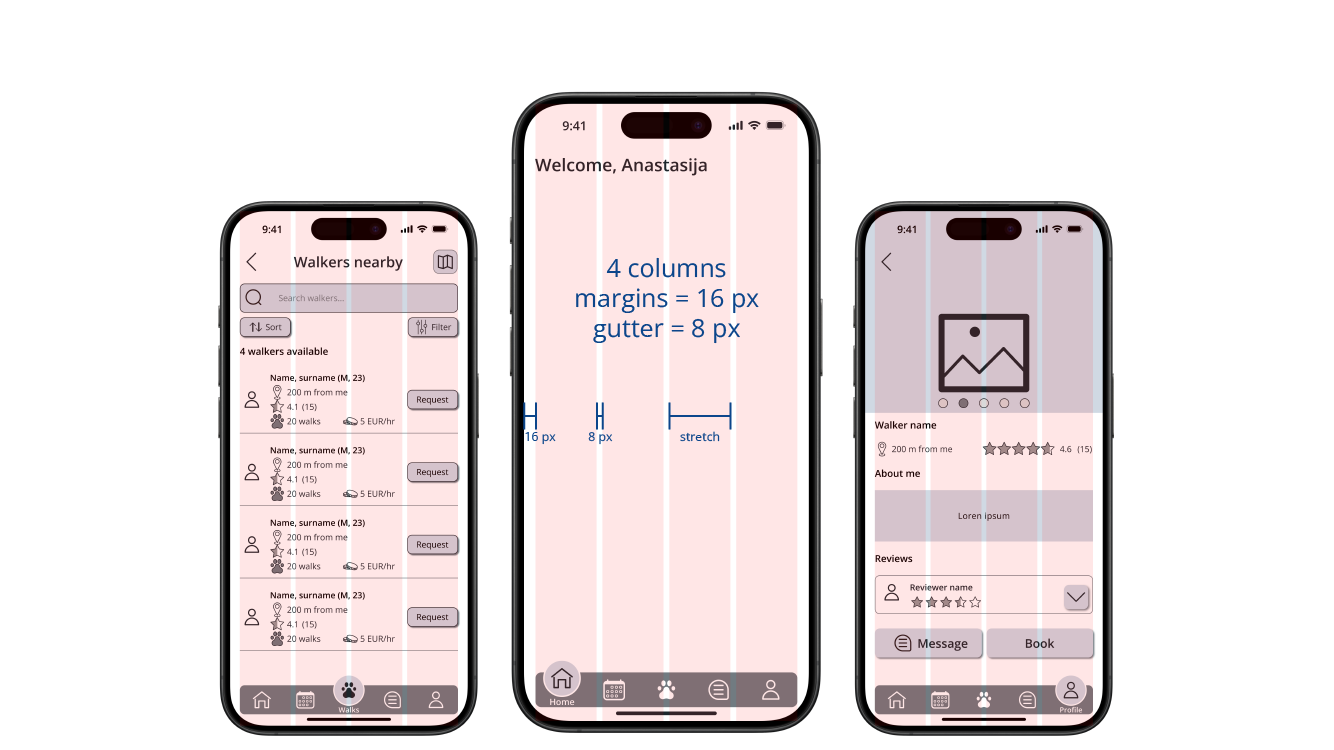 9:41
Walkers nearby
Search walkers...
Sort
Filter
4 walkers available
Name, surname (M, 23)
200 m from me
4.1 (15)
20 walks
5 EUR/hr
Request
Name, surname (M, 23)
200 m from me
4.1 (15)
20 walks
5 EUR/hr
Request
Name, surname (M, 23)
200 m from me
4.1 (15)
20 walks
5 EUR/hr
Request
Name, surname (M, 23)
200 m from me
4.1 (15)
20 walks
5 EUR/hr
Request
Walks
9:41
Welcome, Anastasija
4 columns
margins = 16 px
gutter = 8 px
16 px
8 px
stretch
Home
9:41
Walker name
200 m from me
4.6 (15)
About me
Loren ipsum
Reviews
Reviewer name
Message
Book
Profile